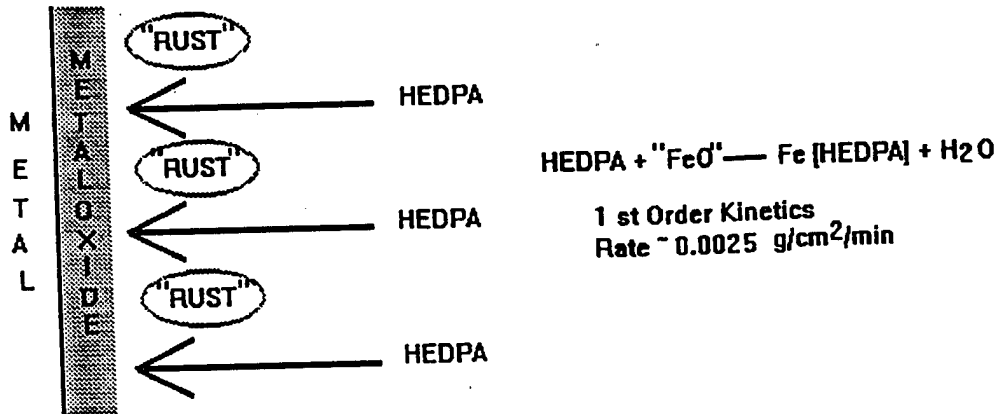 METAL
METAL OXIDE
"RUST"
HEDPA
"RUST"
HEDPA
"RUST"
HEDPA
HEDPA + "FeO" — Fe [HEDPA] + H2O
1 st Order Kinetics
Rate ~ 0.0025 g/cm2/min